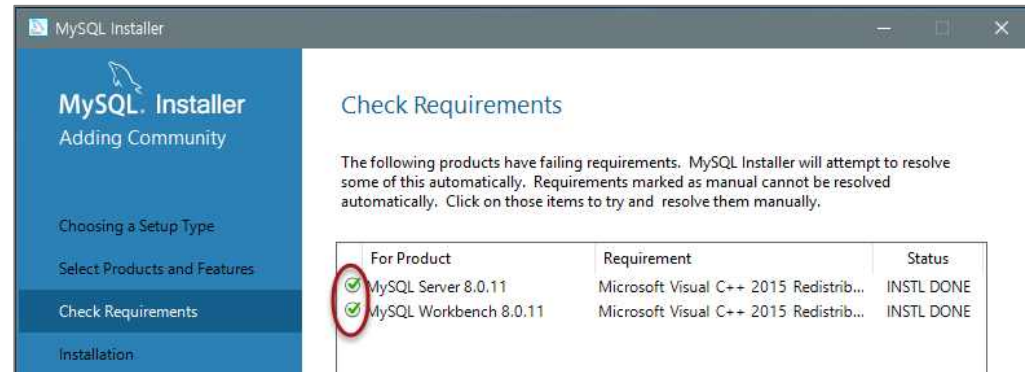 MySQL Installer
MySQL. Installer
Adding Community
Choosing a Setup Type
Select Products and Features
Check Requirements
Installation
Check Requirements
The following products have failing requirements. MySQL Installer will attempt to resolve
some of this automatically. Requirements marked as manual cannot be resolved
automatically. Click on those items to try and resolve them manually.
For Product Requirement Status
MySQL Server 8.0.11 Microsoft Visual C++ 2015 Redistrib... INSTL DONE
MySQL Workbench 8.0.11 Microsoft Visual C++ 2015 Redistrib... INSTL DONE